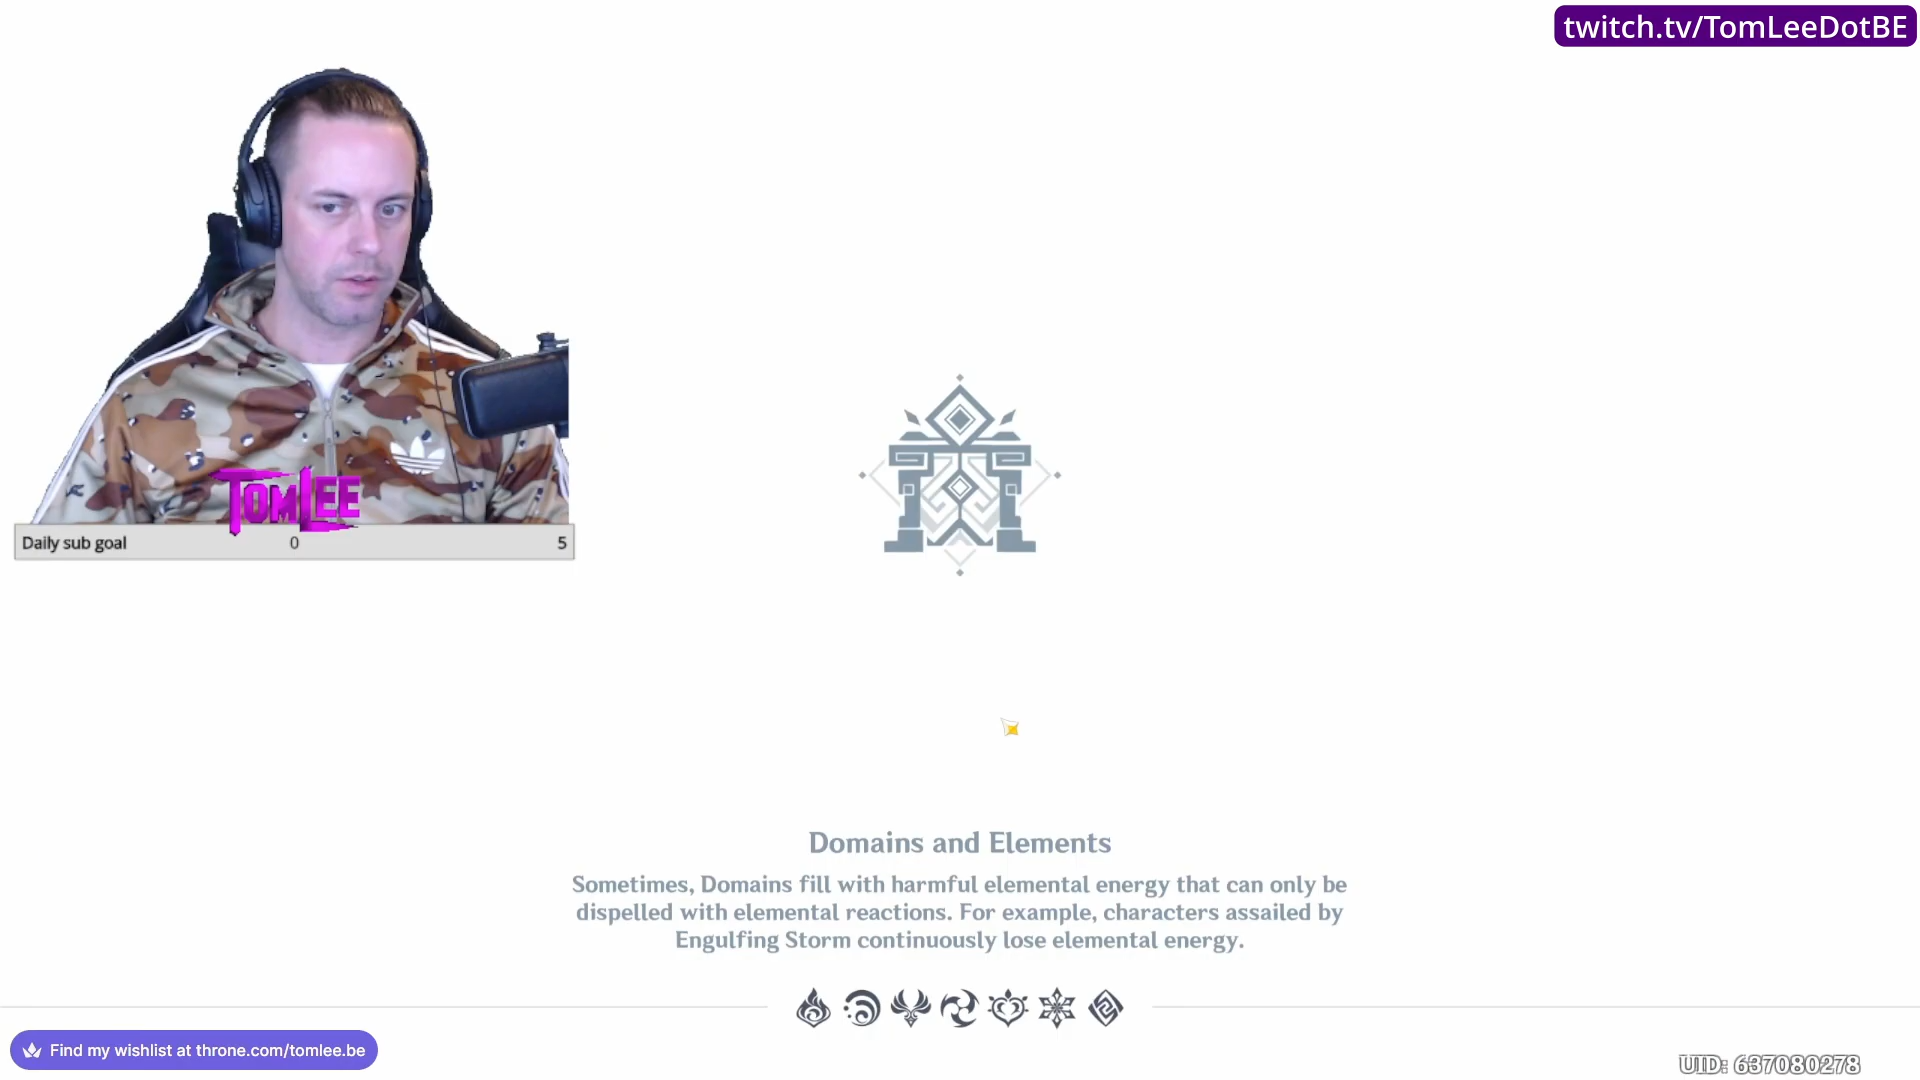 twitch.tv/TomLeeDotBE
TOMLEE
Daily sub goal 0 5
Domains and Elements
Sometimes, Domains fill with harmful elemental energy that can only be
dispelled with elemental reactions. For example, characters assailed by
Engulfing Storm continuously lose elemental energy.
Find my wishlist at throne.com/tomlee.be
UID: 637080278